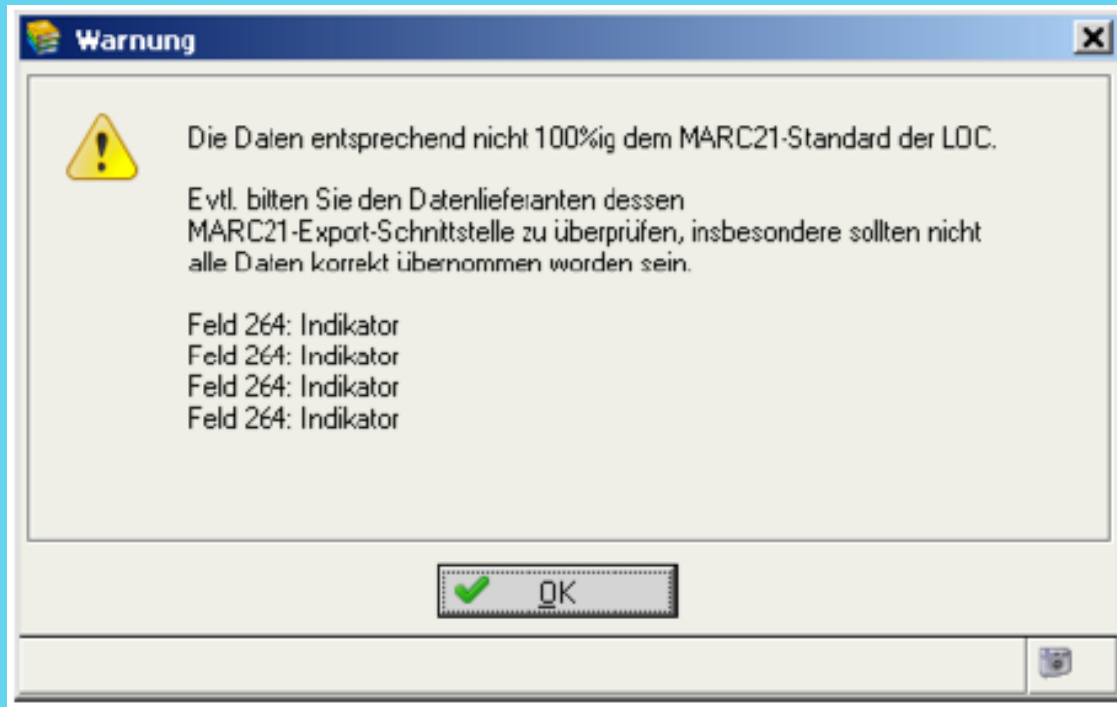 Warnung
Die Daten entsprechend nicht 100%ig dem MARC21-Standard der LOC.
Evtl. bitten Sie den Datenlieferanten dessen
MARC21-Export-Schnittstelle zu überprüfen, insbesondere sollten nicht
alle Daten korrekt übernommen worden sein.
Feld 264: Indikator
Feld 264: Indikator
Feld 264: Indikator
Feld 264: Indikator
OK